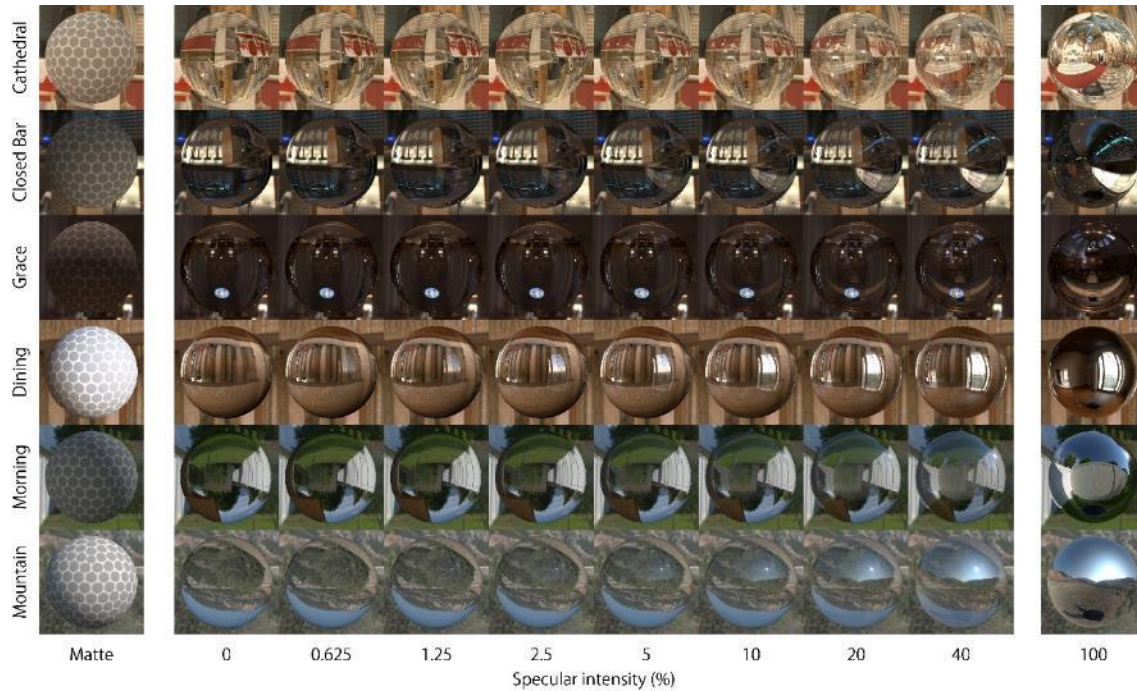 Cathedral
Closed Bar
Grace
Dining
Morning
Mountain
Matte 0 0.625 1.25 2.5 5 10 20 40 100
Specular intensity (%)